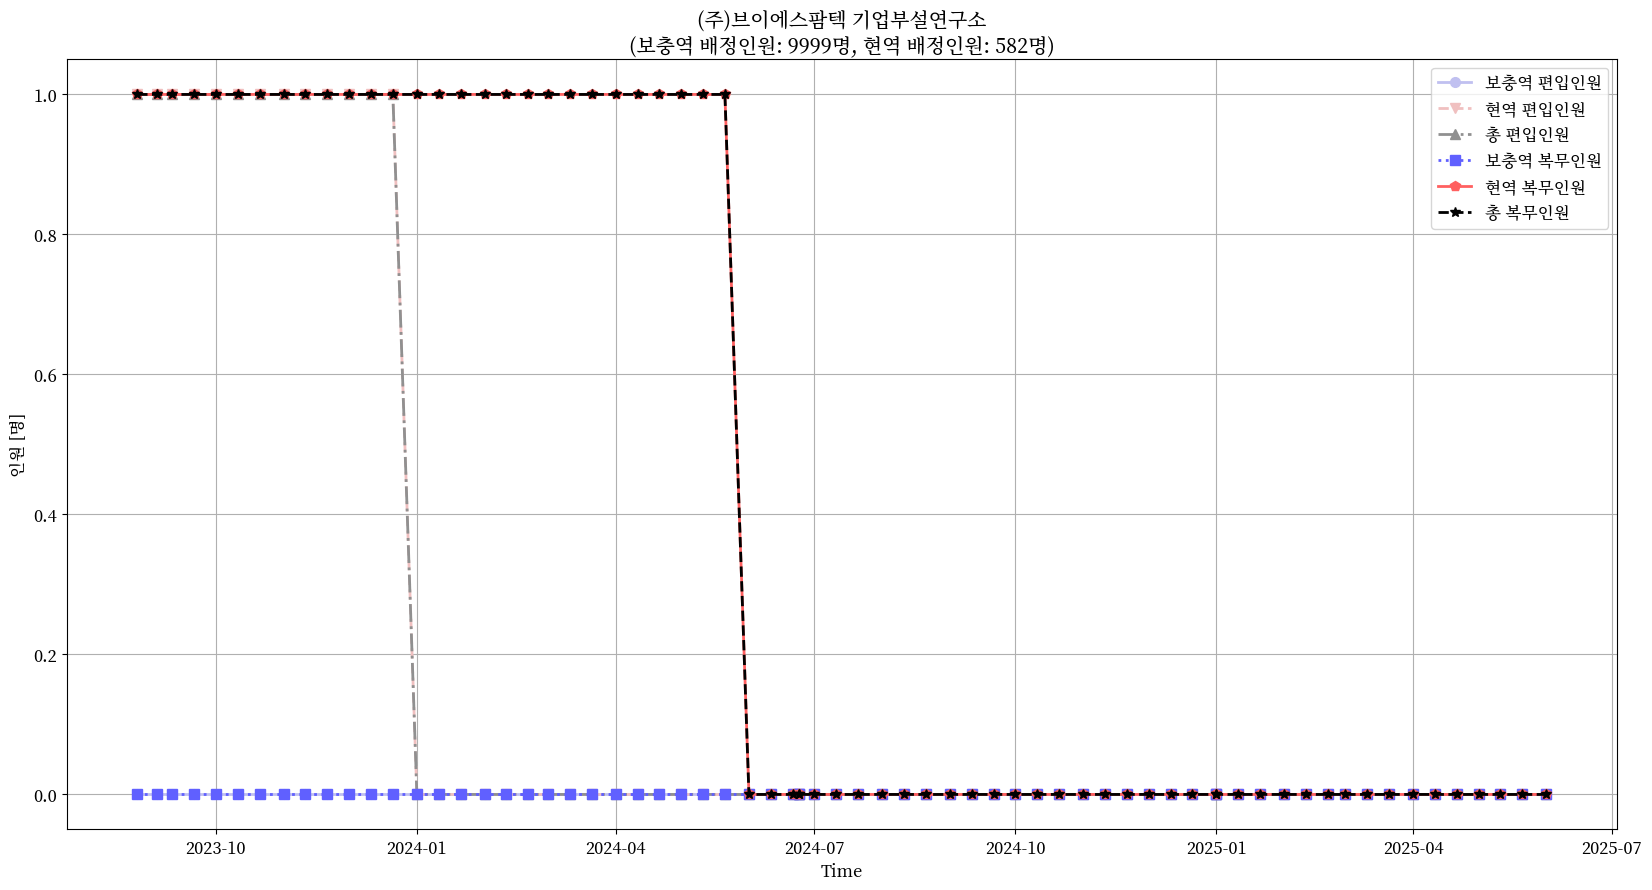 (주)브이에스팜텍 기업부설연구소
(보충역 배정인원: 9999명, 현역 배정인원: 582명)
보충역 편입인원
현역 편입인원
총 편입인원
보충역 복무인원
현역 복무인원
총 복무인원
인원 [명]
1.0
0.8
0.6
0.4
0.2
0.0
2023-10
2024-01
2024-04
2024-07
2024-10
2025-01
2025-04
2025-07
Time